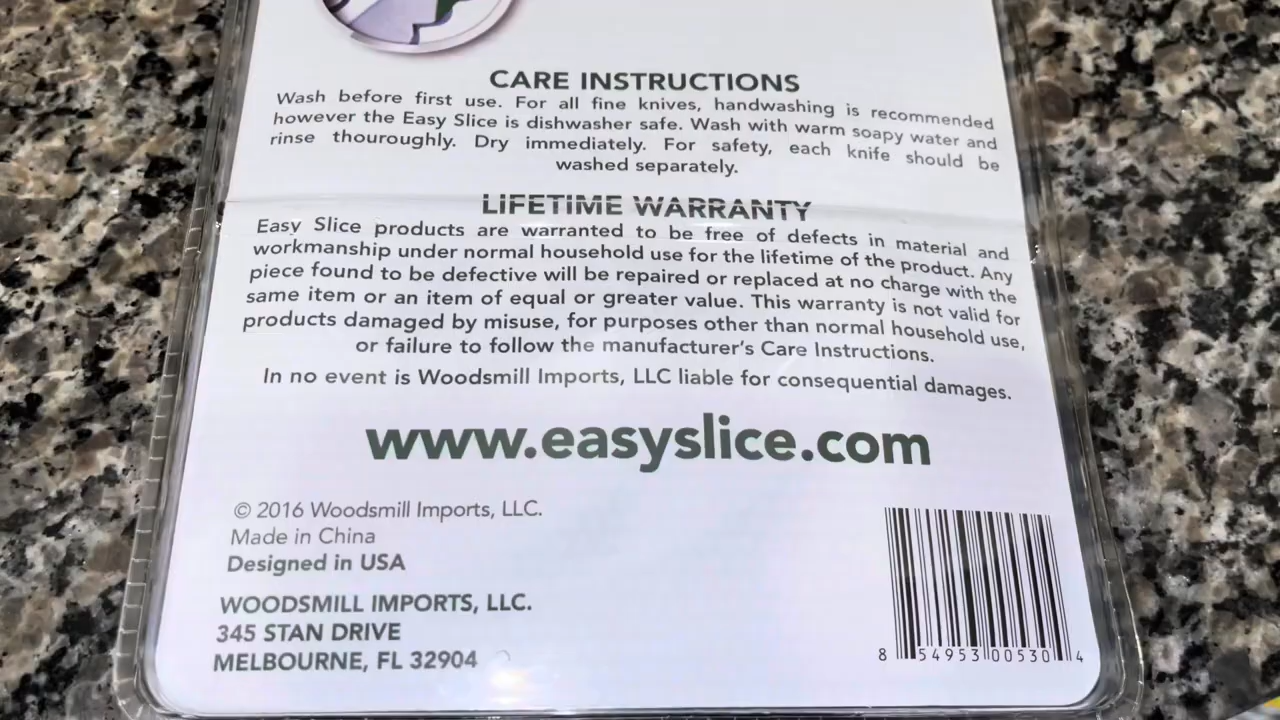 CARE INSTRUCTIONS
Wash before first use. For all fine knives, handwashing is recommended
however the Easy Slice is dishwasher safe. Wash with warm soapy water and
rinse thouroughly. Dry immediately. For safety, each knife should be
washed separately.
LIFETIME WARRANTY
Easy Slice products are warranted to be free of defects in material and
workmanship under normal household use for the lifetime of the product. Any
piece found to be defective will be repaired or replaced at no charge with the
same item or an item of equal or greater value. This warranty is not valid for
products damaged by misuse, for purposes other than normal household use,
or failure to follow the manufacturer's Care Instructions.
In no event is Woodsmill Imports, LLC liable for consequential damages.
www.easyslice.com
© 2016 Woodsmill Imports, LLC.
Made in China
Designed in USA
WOODSMILL IMPORTS, LLC.
345 STAN DRIVE
MELBOURNE, FL 32904
8 54953 00530 4